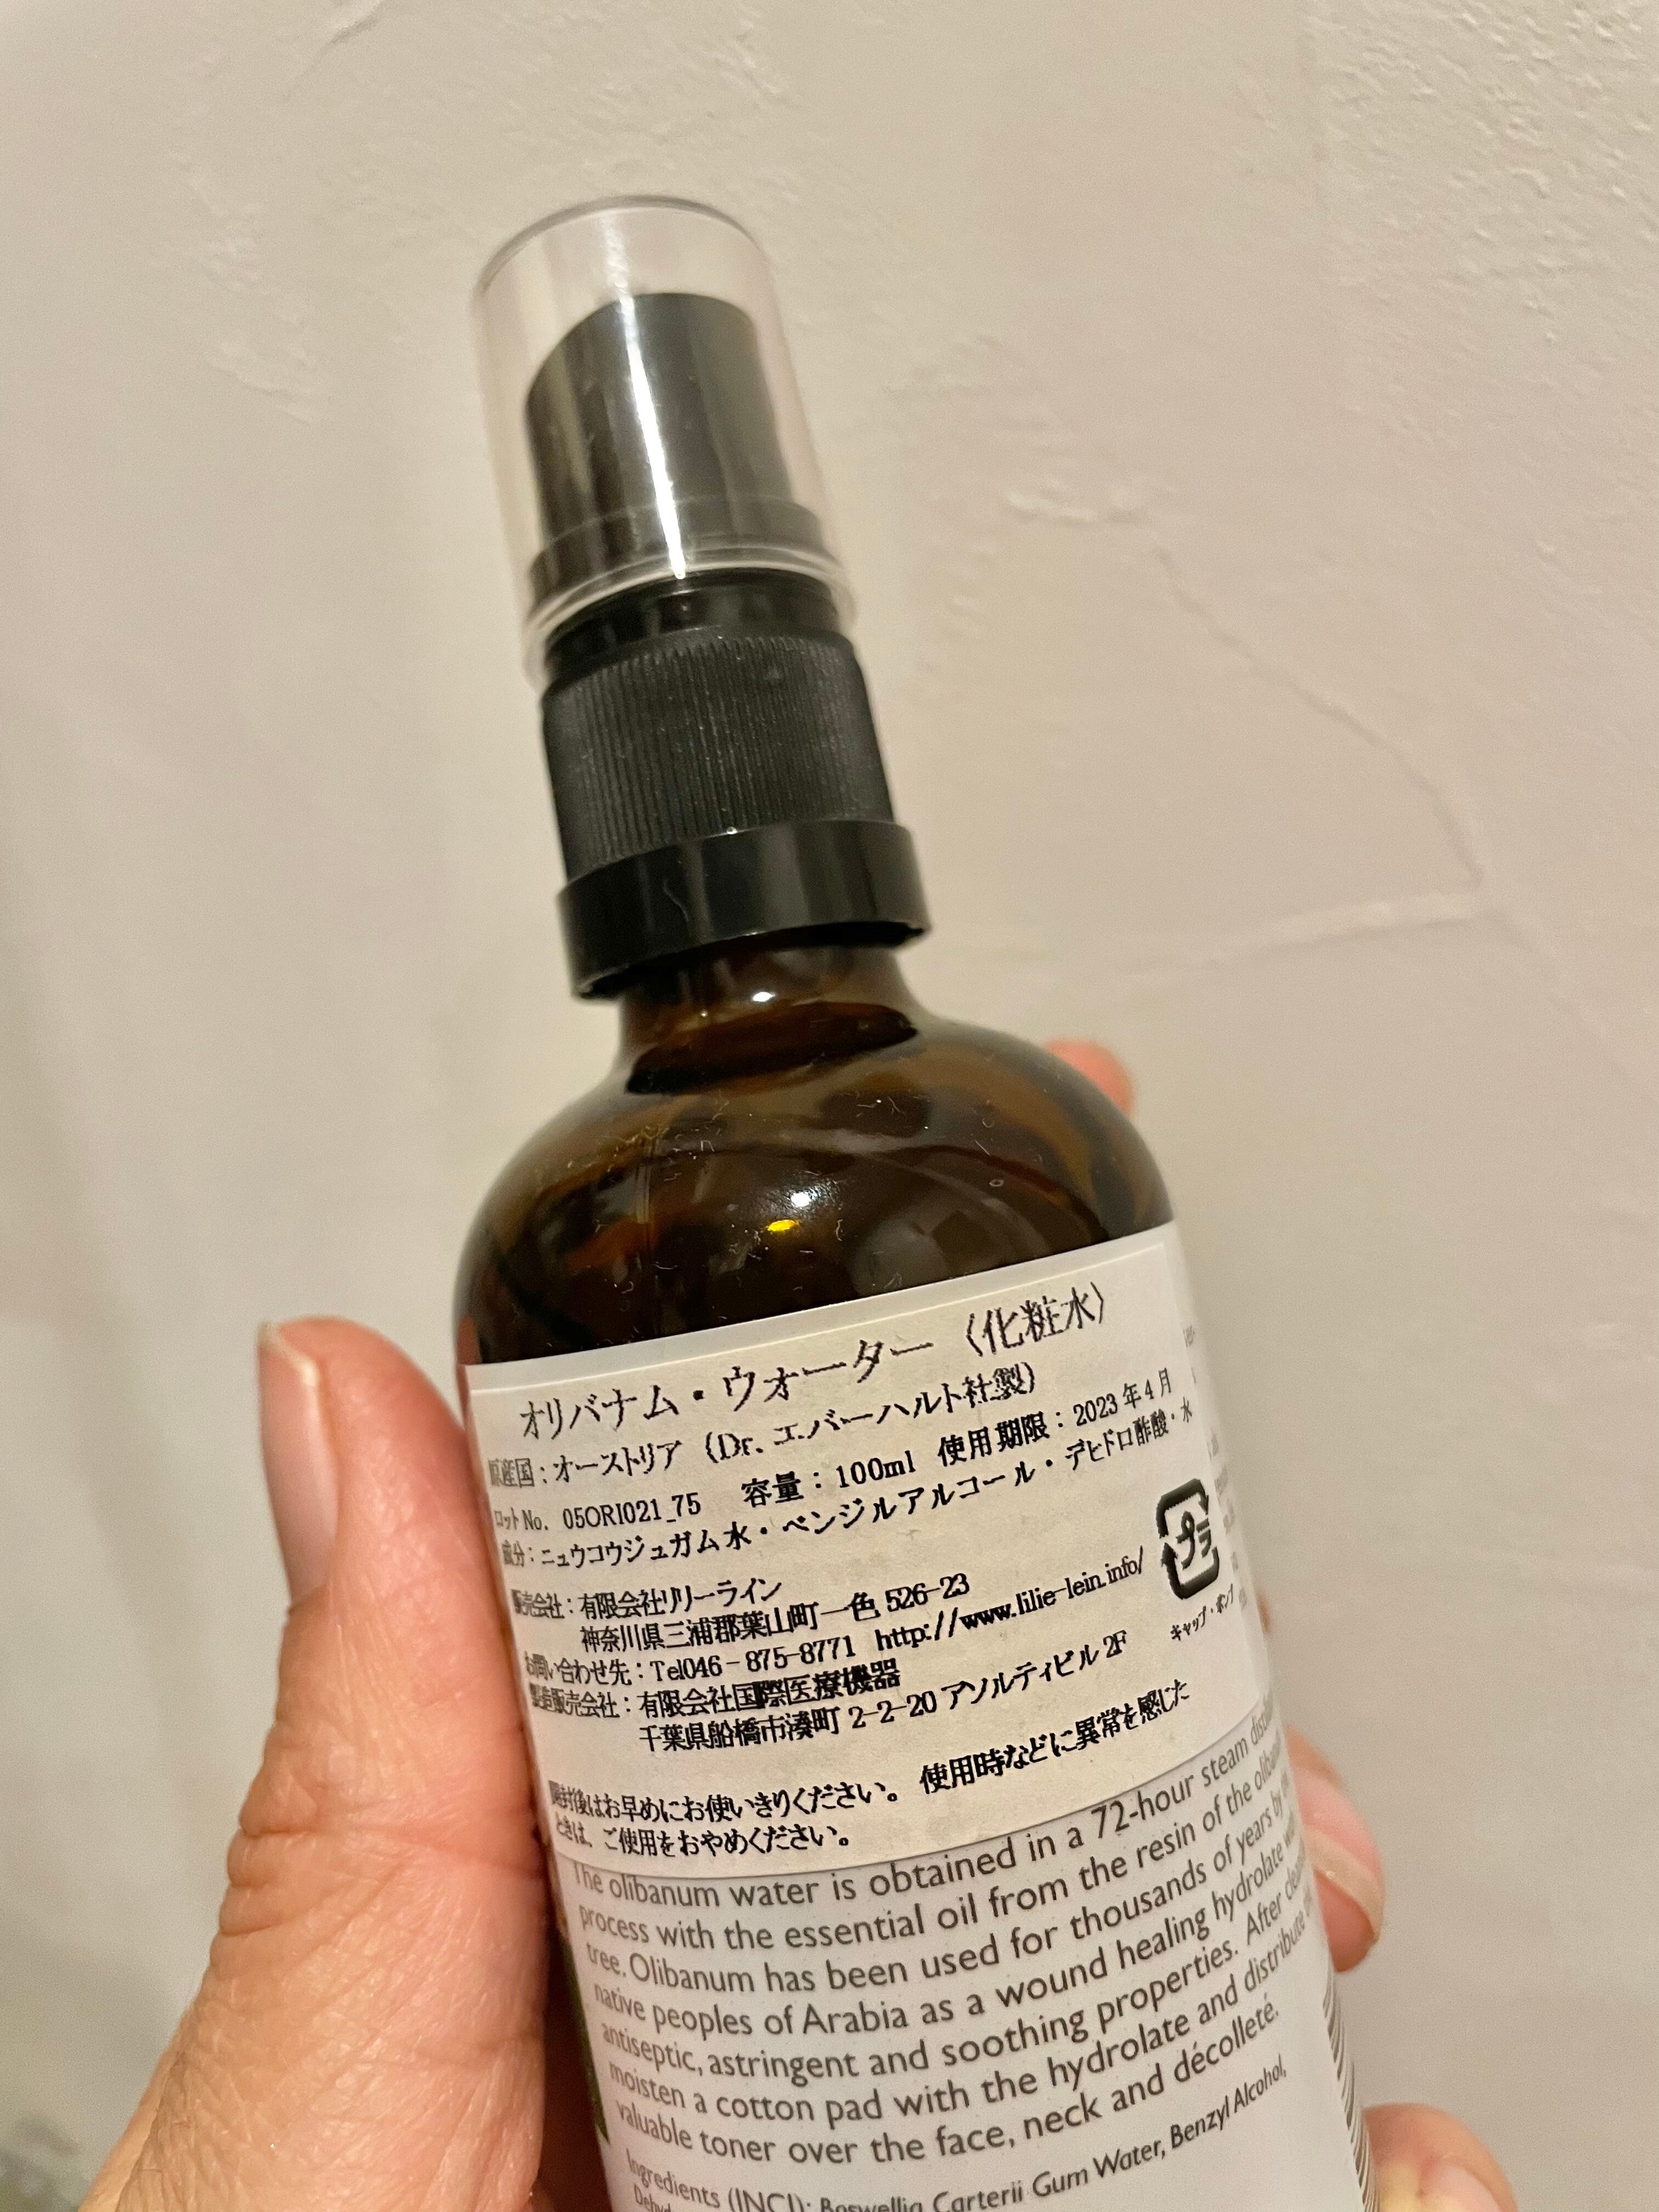 オリバナム・ウォーター〈化粧水〉
原産国：オーストリア（Dr. エバーハルト社製）
ロットNo. 05ORI021_75 容量：100ml 使用期限：2023年4月
成分：ニュウコウジュガム水・ベンジルアルコール・デヒドロ酢酸・水
販売会社：有限会社リリーライン
神奈川県三浦郡葉山町一色 526-23
お問い合わせ先：Tel046-875-8771 http://www.lilie-lein.info/
製造販売会社：有限会社国際医療機器
千葉県船橋市湊町 2-2-20 アソルティビル 2F
プラ
キャップ・ポンプ
開封後はお早めにお使いきりください。 使用時などに異常を感じた
ときは、ご使用をおやめください。
The olibanum water is obtained in a 72-hour steam
process with the essential oil from the resin of the
tree. Olibanum has been used for thousands of years by
native peoples of Arabia as a wound healing hydrolate
antiseptic, astringent and soothing properties. After
moisten a cotton pad with the hydrolate and distribute
valuable toner over the face, neck and décolleté.
Ingredients (INCI): Boswellia Carterii Gum Water, Benzyl Alcohol,